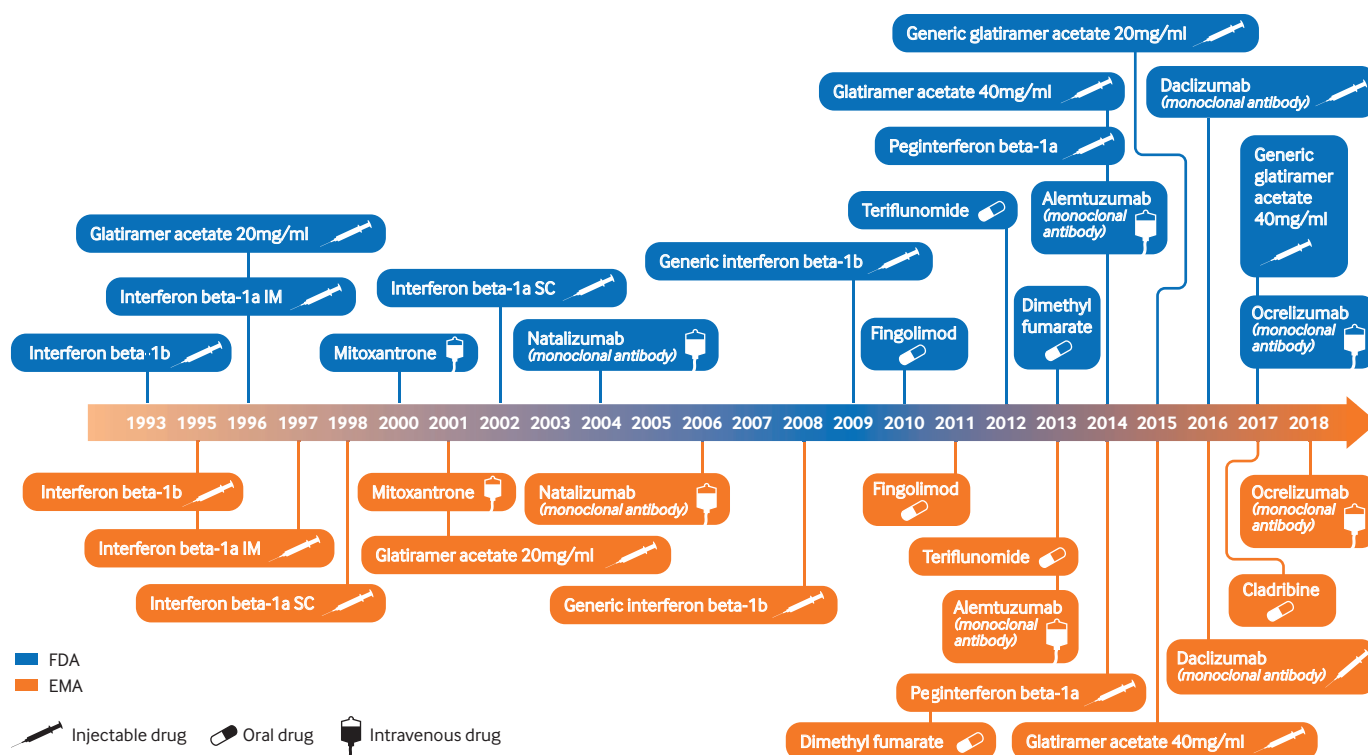 Generic glatiramer acetate 20mg/ml
Glatiramer acetate 40mg/ml
Daclizumab
(monoclonal antibody)
Peginterferon beta-1a
Generic
glatiramer
acetate
40mg/ml
Teriflunomide
Alemtuzumab
(monoclonal
antibody)
Glatiramer acetate 20mg/ml
Generic interferon beta-1b
Interferon beta-1a IM
Interferon beta-1a SC
Dimethyl
fumarate
Ocrelizumab
(monoclonal
antibody)
Interferon beta-1b
Mitoxantrone
Natalizumab
(monoclonal antibody)
Fingolimod
1993 1995 1996 1997 1998 2000 2001 2002 2003 2004 2005 2006 2007 2008 2009 2010 2011 2012 2013 2014 2015 2016 2017 2018
Interferon beta-1b
Mitoxantrone
Natalizumab
(monoclonal antibody)
Fingolimod
Ocrelizumab
(monoclonal
antibody)
Interferon beta-1a IM
Glatiramer acetate 20mg/ml
Teriflunomide
Interferon beta-1a SC
Generic interferon beta-1b
Alemtuzumab
(monoclonal
antibody)
Cladribine
Daclizumab
(monoclonal antibody)
Peginterferon beta-1a
Dimethyl fumarate
Glatiramer acetate 40mg/ml
FDA
EMA
Injectable drug Oral drug Intravenous drug